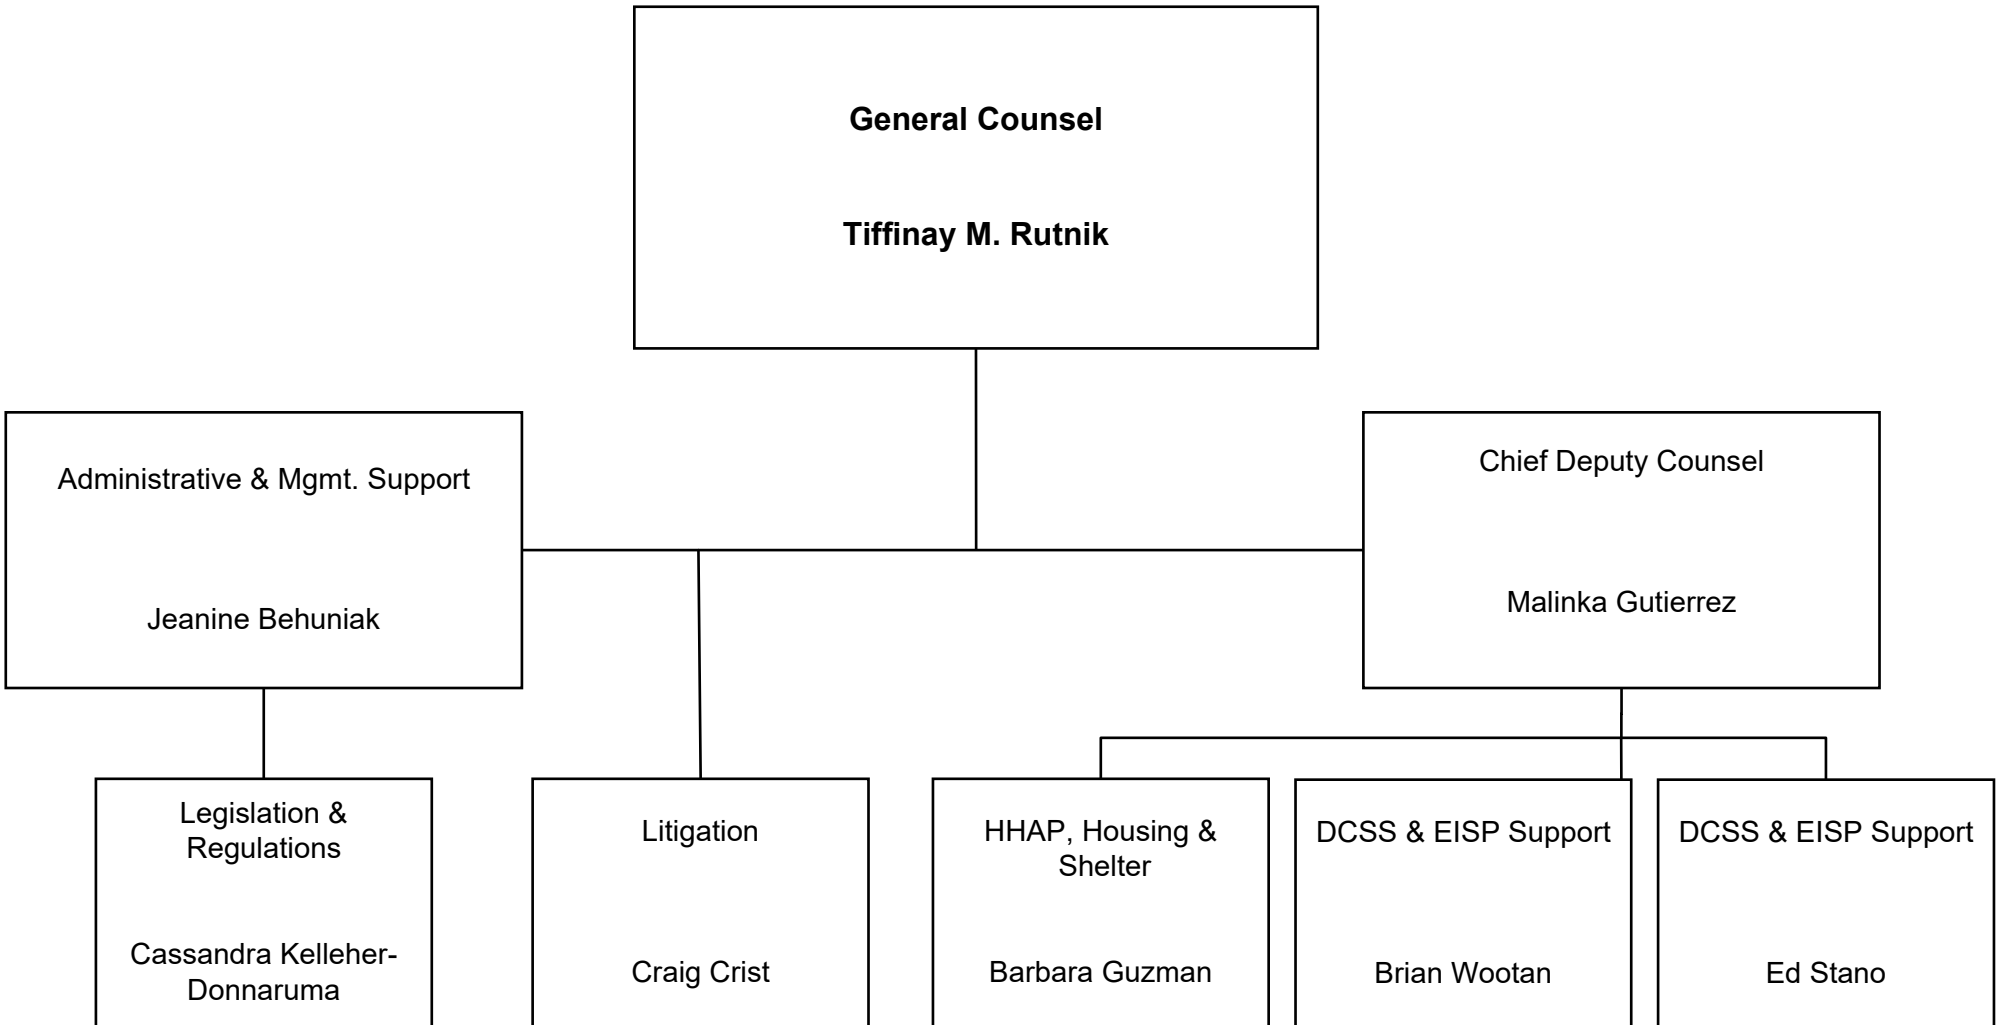 General Counsel
Tiffinay M. Rutnik
Administrative & Mgmt. Support
Jeanine Behuniak
Chief Deputy Counsel
Malinka Gutierrez
Legislation &
Regulations
Cassandra Kelleher-
Donnaruma
Litigation
Craig Crist
HHAP, Housing &
Shelter
Barbara Guzman
DCSS & EISP Support
Brian Wootan
DCSS & EISP Support
Ed Stano